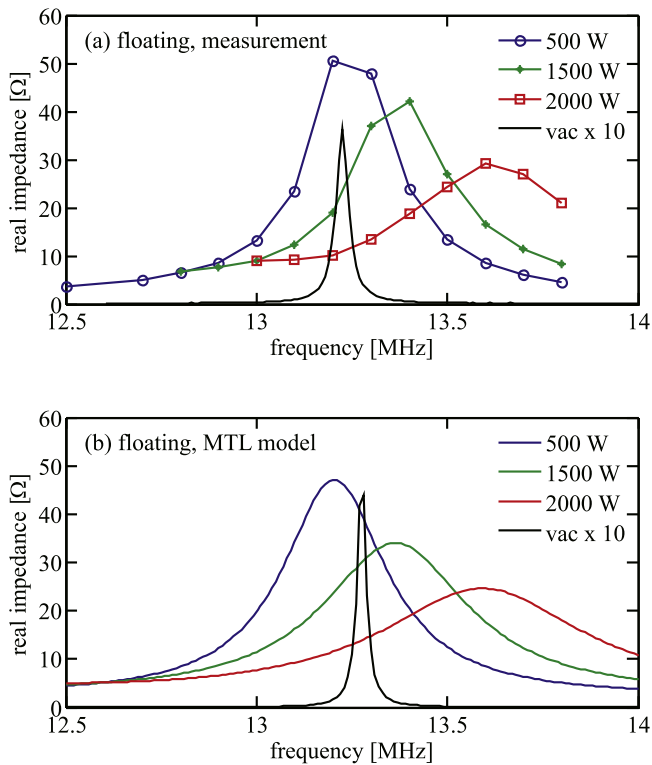 (a) floating, measurement
500 W
1500 W
2000 W
vac x 10
real impedance [Ω]
60
50
40
30
20
10
0
12.5 13 13.5 14
frequency [MHz]
(b) floating, MTL model
500 W
1500 W
2000 W
vac x 10
real impedance [Ω]
60
50
40
30
20
10
0
12.5 13 13.5 14
frequency [MHz]